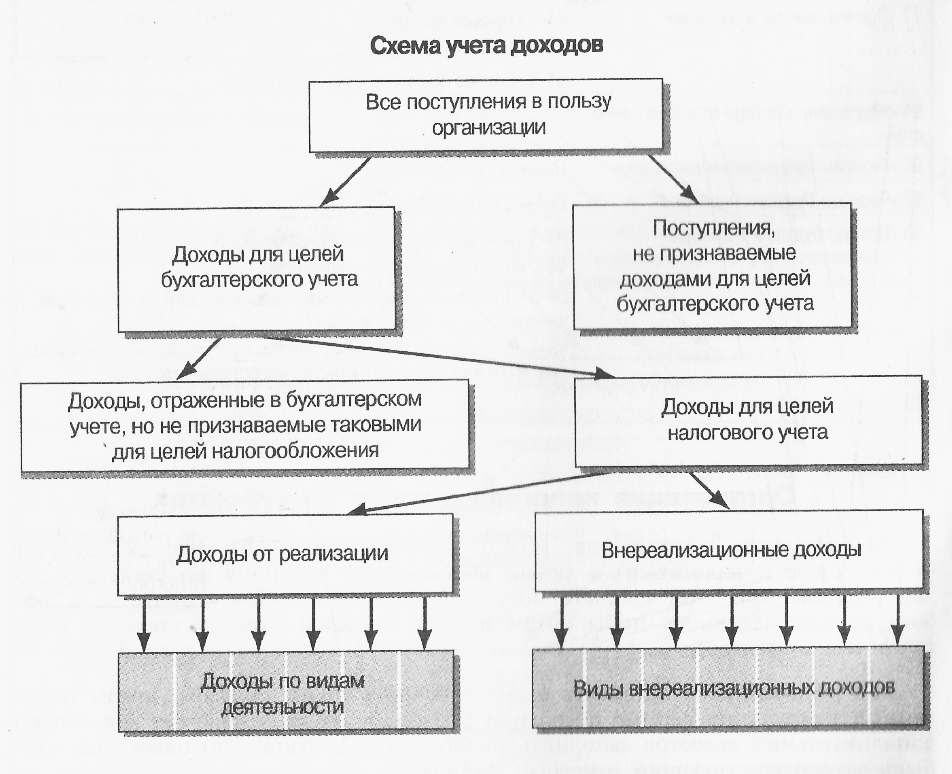 Схема учета доходов
Все поступления в пользу
организации
Доходы для целей
бухгалтерского учета
Поступления,
не признаваемые
доходами для целей
бухгалтерского учета
Доходы, отраженные в бухгалтерском
учете, но не признаваемые таковыми
для целей налогообложения
Доходы для целей
налогового учета
Доходы от реализации
Внереализационные доходы
Доходы по видам
деятельности
Виды внереализационных доходов